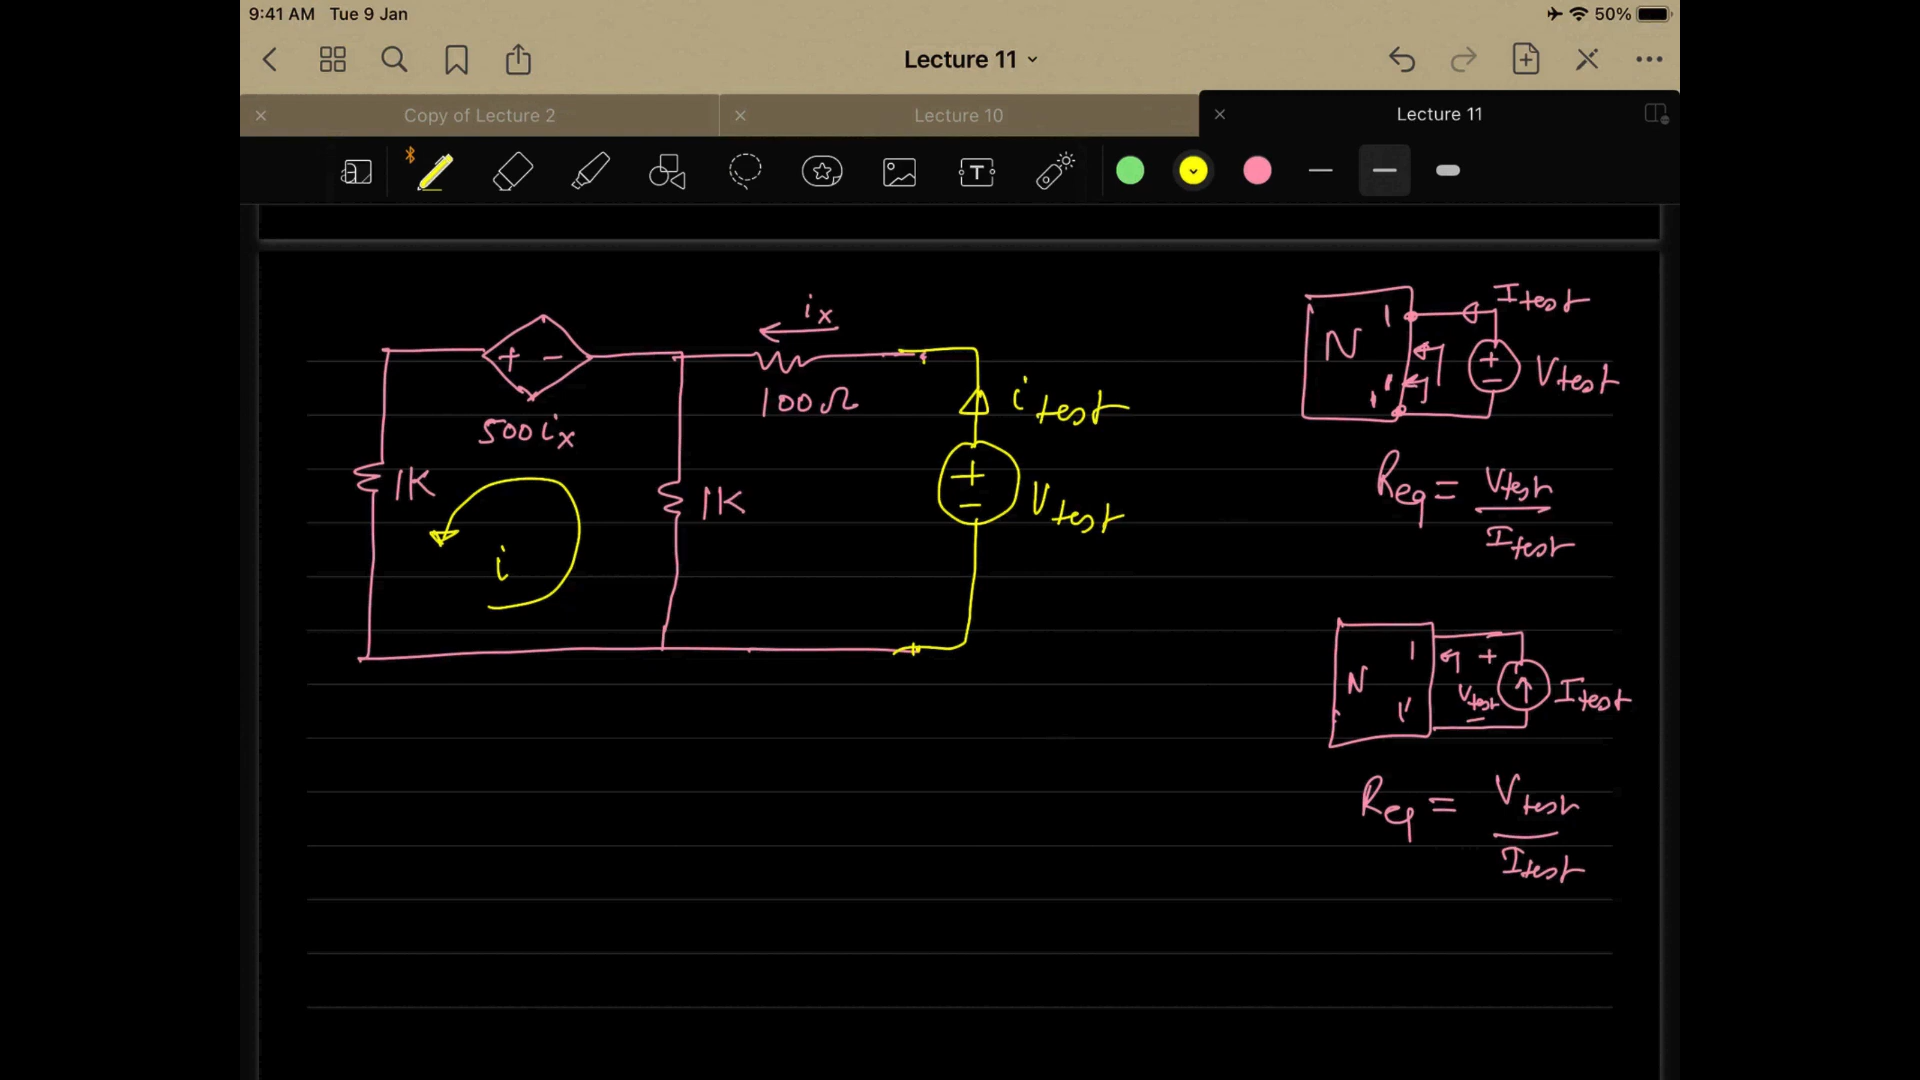 9:41 AM Tue 9 Jan
50%
Lecture 11
Copy of Lecture 2
Lecture 10
Lecture 11
T
ix
+ -
100Ω
500ix
1K
1K
i
i test
+
-
Vtest
N
1
1'
Itest
+
-
Vtest
Req = Vtest
Itest
N
1
1'
+
Vtest
-
Itest
Req = Vtest
Itest